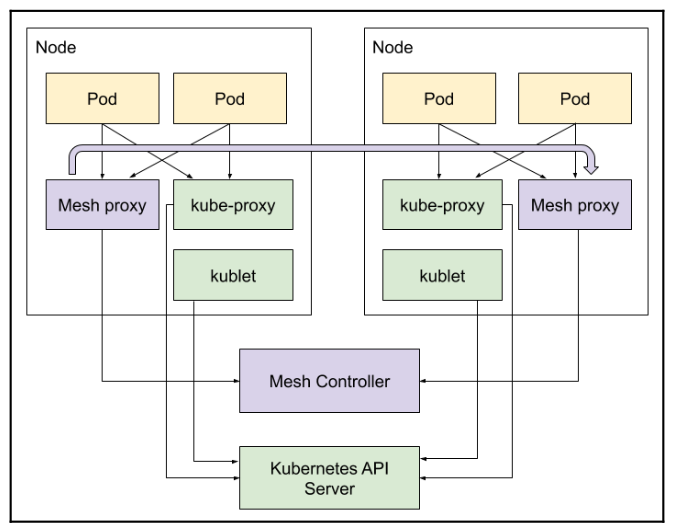 Node
Pod
Pod
Mesh proxy
kube-proxy
kublet
Node
Pod
Pod
kube-proxy
Mesh proxy
kublet
Mesh Controller
Kubernetes API
Server